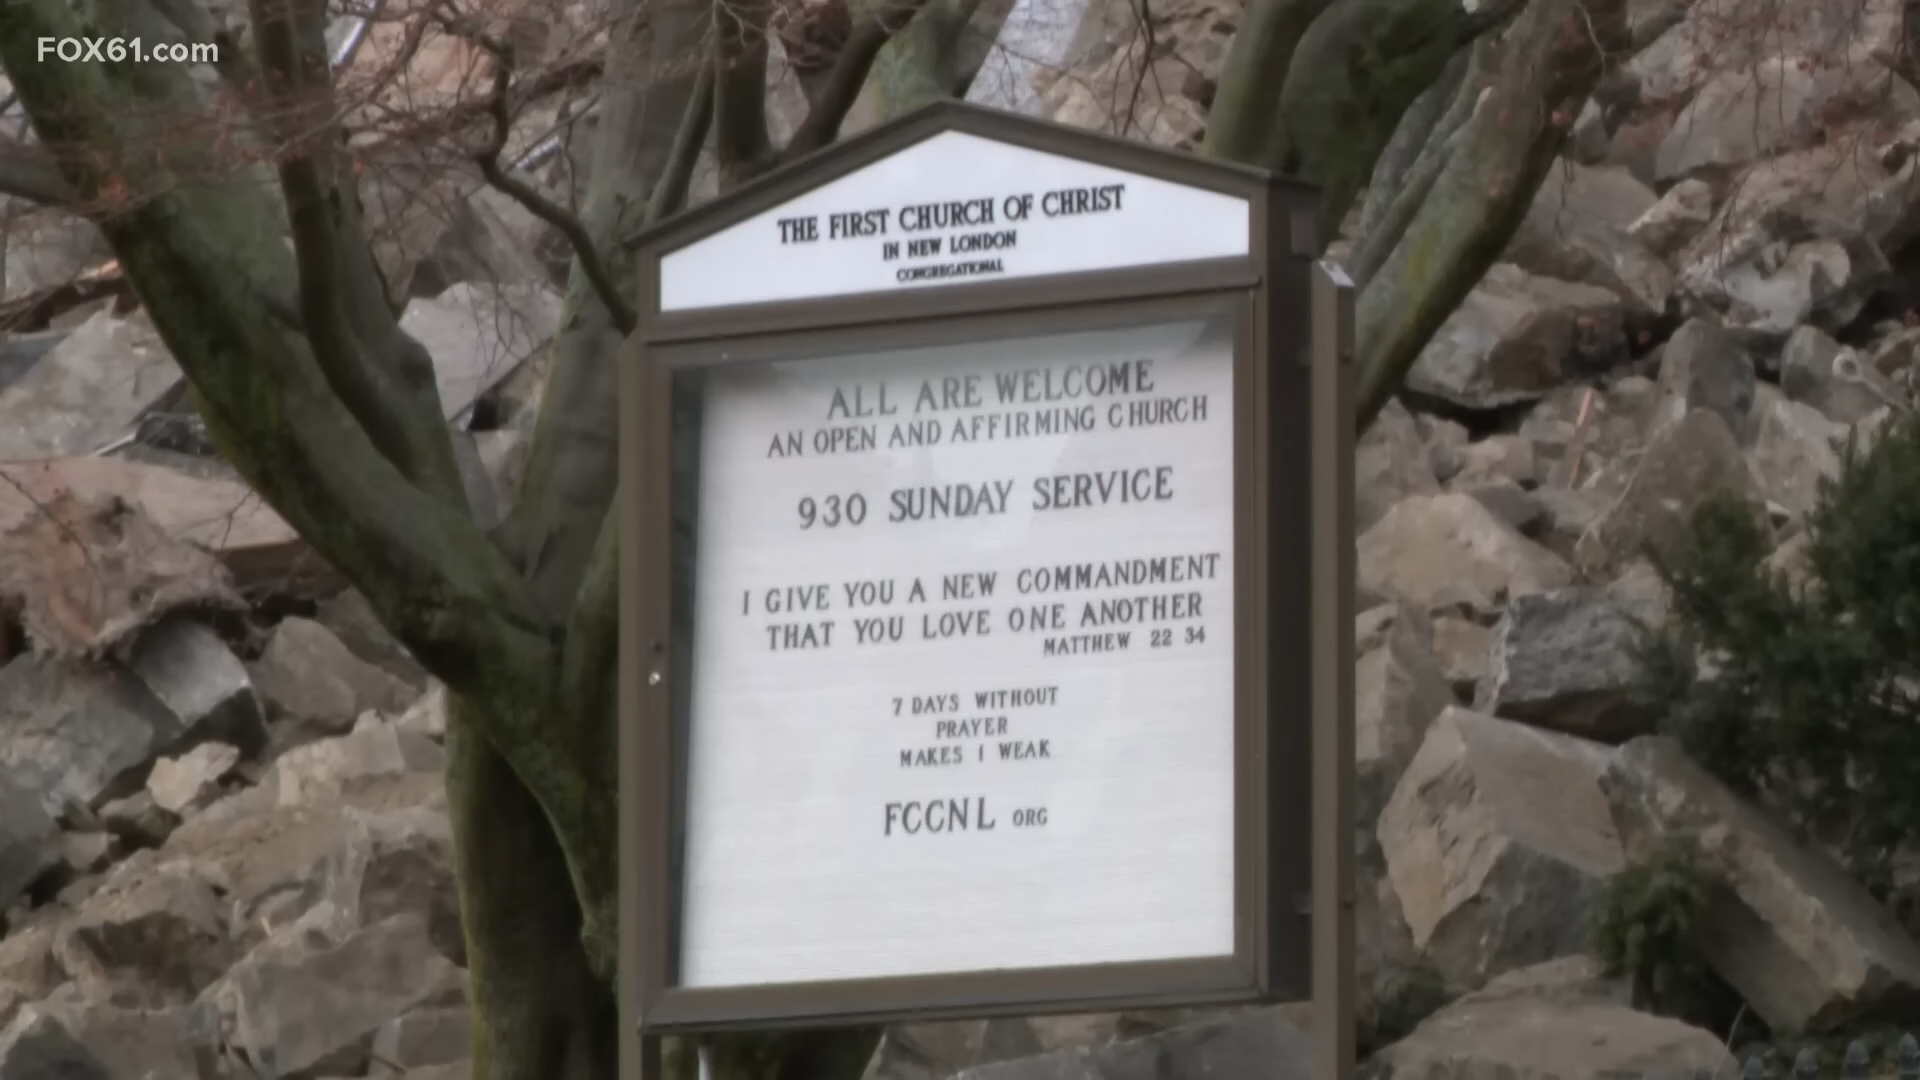 FOX61.com
THE FIRST CHURCH OF CHRIST
IN NEW LONDON
CONGREGATIONAL
ALL ARE WELCOME
AN OPEN AND AFFIRMING CHURCH
930 SUNDAY SERVICE
I GIVE YOU A NEW COMMANDMENT
THAT YOU LOVE ONE ANOTHER
MATTHEW 22 34
7 DAYS WITHOUT
PRAYER
MAKES 1 WEAK
FCCNL ORG